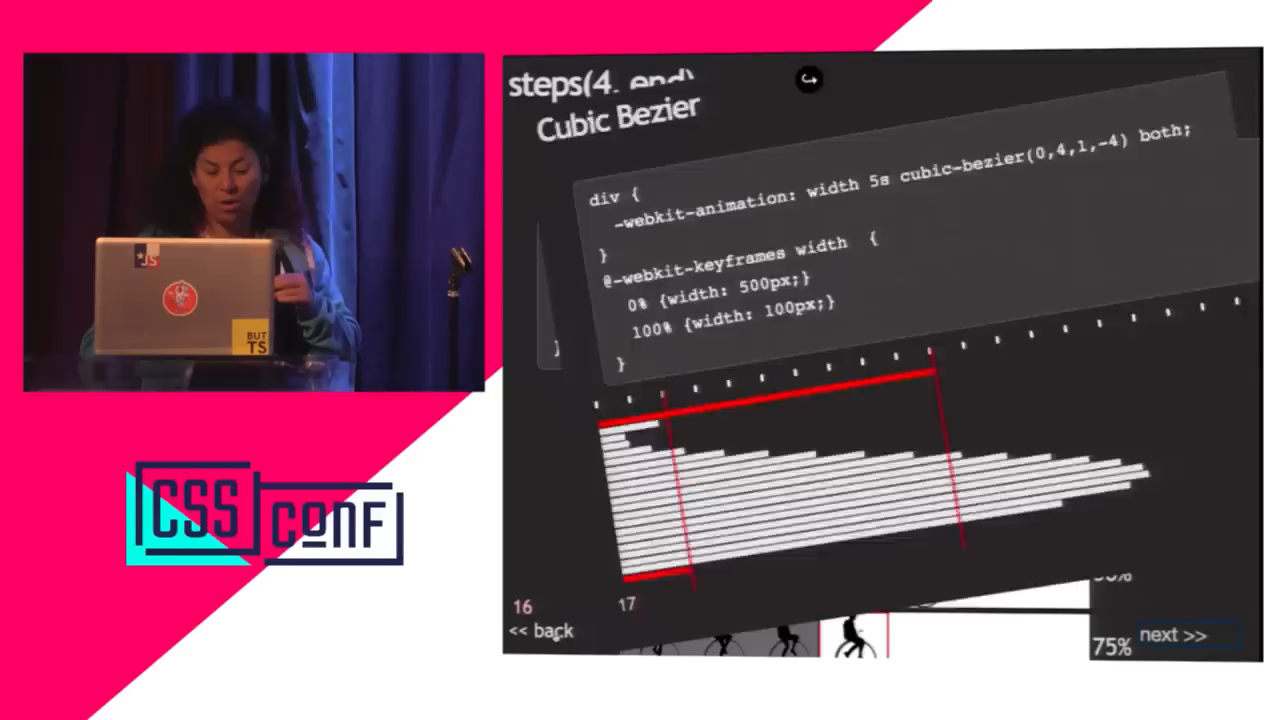 JS
BUT
TS
CSS
CONF
steps(4, end)
Cubic Bezier
div {
-webkit-animation: width 5s cubic-bezier(0,4,1,-4) both;
}
@-webkit-keyframes width {
0% {width: 500px;}
100% {width: 100px;}
}
}
16
17
<< back
75%
next >>